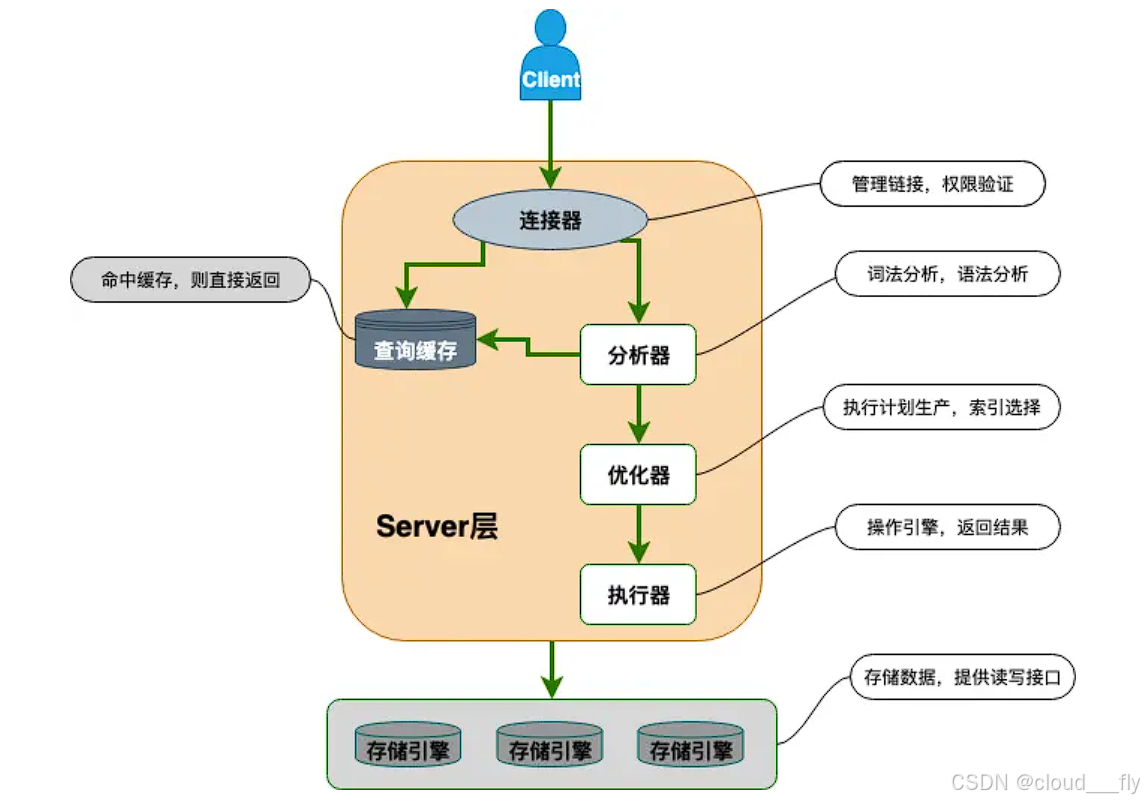 Client
管理链接，权限验证
连接器
词法分析，语法分析
命中缓存，则直接返回
查询缓存
分析器
执行计划生产，索引选择
优化器
Server层
操作引擎，返回结果
执行器
存储数据，提供读写接口
存储引擎
存储引擎
存储引擎
CSDN @cloud___fly